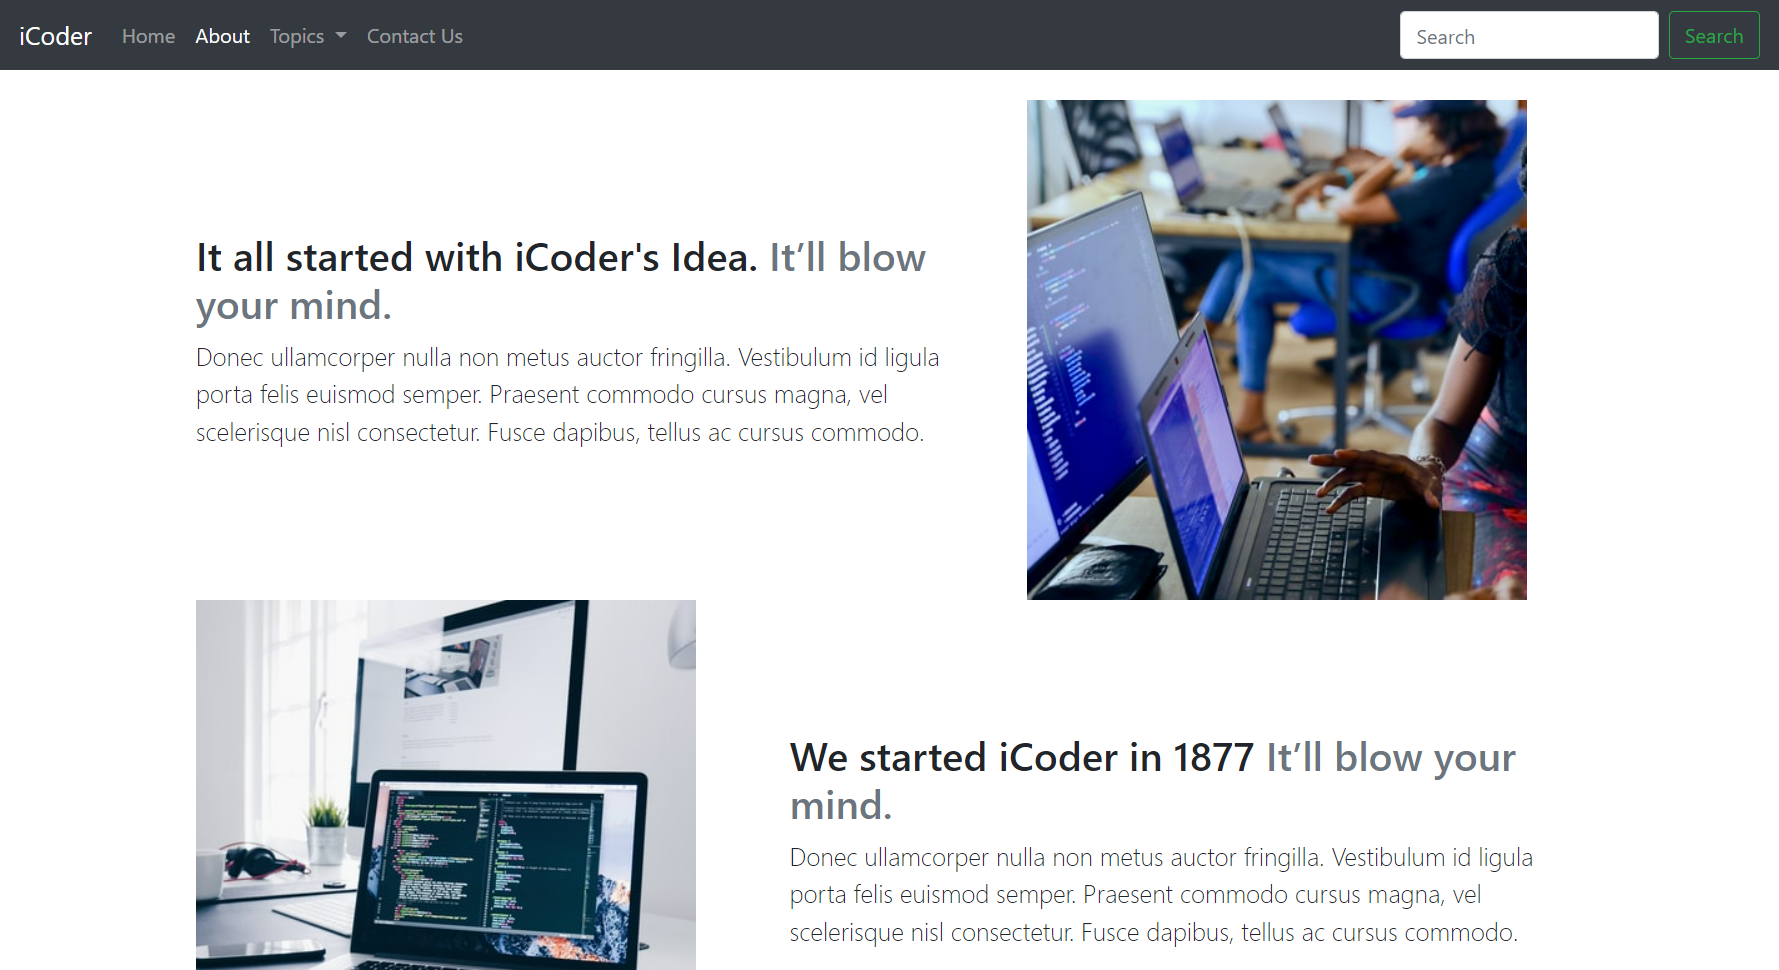 iCoder Home About Topics Contact Us Search Search
It all started with iCoder's Idea. It’ll blow
your mind.
Donec ullamcorper nulla non metus auctor fringilla. Vestibulum id ligula
porta felis euismod semper. Praesent commodo cursus magna, vel
scelerisque nisl consectetur. Fusce dapibus, tellus ac cursus commodo.
We started iCoder in 1877 It’ll blow your
mind.
Donec ullamcorper nulla non metus auctor fringilla. Vestibulum id ligula
porta felis euismod semper. Praesent commodo cursus magna, vel
scelerisque nisl consectetur. Fusce dapibus, tellus ac cursus commodo.